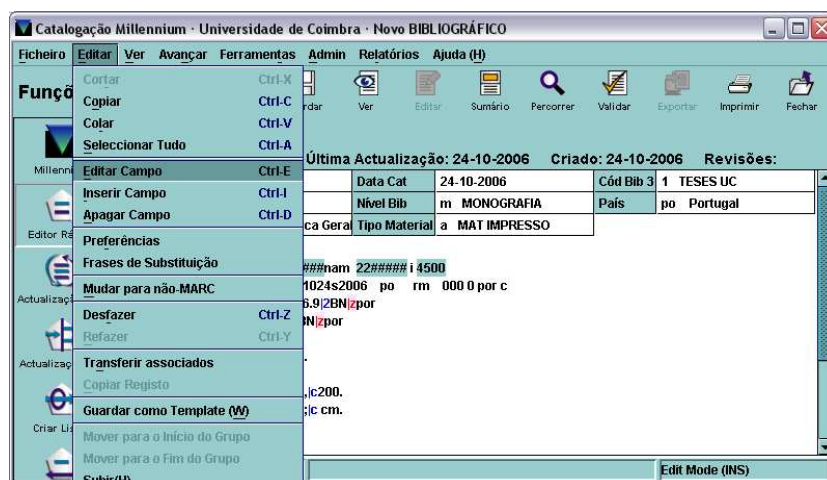 Catalogação Millennium · Universidade de Coimbra · Novo BIBLIOGRÁFICO
Ficheiro Editar Ver Avançar Ferramentas Admin Relatórios Ajuda (H)
Funçõ
rdar Ver Editar Sumário Percorrer Validar Exportar Imprimir Fechar
Cortar Ctrl-X
Copiar Ctrl-C
Colar Ctrl-V
Seleccionar Tudo Ctrl-A
Última Actualização: 24-10-2006 Criado: 24-10-2006 Revisões:
Millenni
Editar Campo Ctrl-E
Data Cat 24-10-2006 Cód Bib 3 1 TESES UC
Inserir Campo Ctrl-I
Nível Bib m MONOGRAFIA País po Portugal
Apagar Campo Ctrl-D
ca Geral Tipo Material a MAT IMPRESSO
Editor Rá
Preferências
Frases de Substituição
###nam 22##### i 4500
Mudar para não-MARC
1024s2006 po rm 000 0 por c
Actualizaçã
6.9|2BN|zpor
Desfazer Ctrl-Z
BN|zpor
Refazer Ctrl-Y
Actualizaç
Transferir associados
.
Copiar Registo
,|c200.
Guardar como Template (W)
;|c cm.
Criar Li
Mover para o Início do Grupo
Mover para o Fim do Grupo
Subir(U)
Edit Mode (INS)